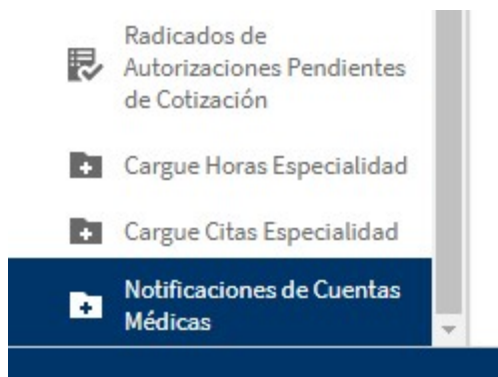 Radicados de
Autorizaciones Pendientes
de Cotización
Cargue Horas Especialidad
Cargue Citas Especialidad
Notificaciones de Cuentas
Médicas